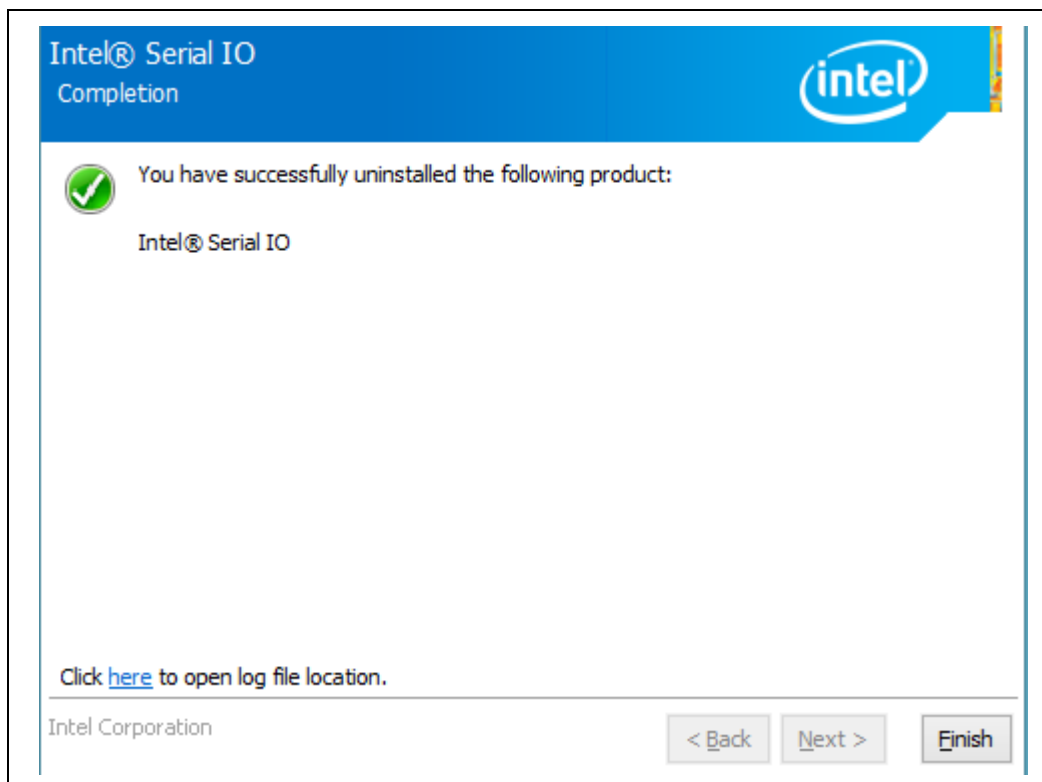 Intel® Serial IO
Completion
intel
You have successfully uninstalled the following product:
Intel® Serial IO
Click here to open log file location.
Intel Corporation
< Back Next > Finish